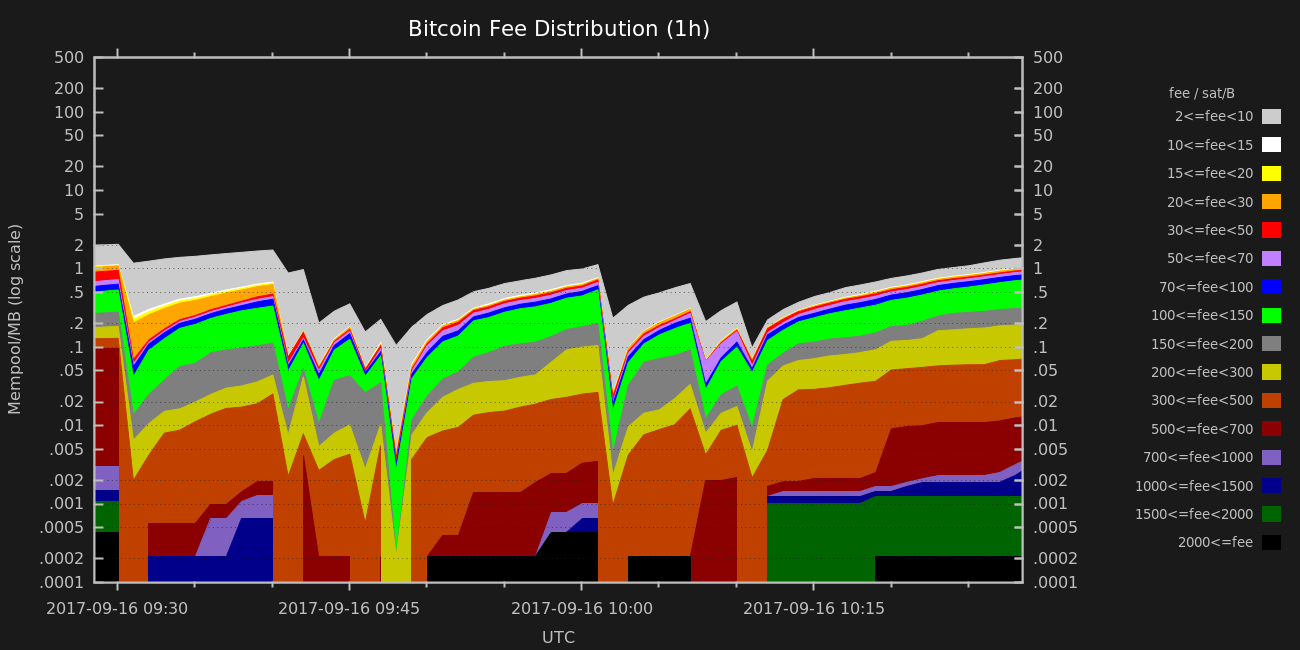 Bitcoin Fee Distribution (1h)
Mempool/MB (log scale)
500
200
100
50
20
10
5
2
1
.5
.2
.1
.05
.02
.01
.005
.002
.001
.0005
.0002
.0001
500
200
100
50
20
10
5
2
1
.5
.2
.1
.05
.02
.01
.005
.002
.001
.0005
.0002
.0001
fee / sat/B
2<=fee<10
10<=fee<15
15<=fee<20
20<=fee<30
30<=fee<50
50<=fee<70
70<=fee<100
100<=fee<150
150<=fee<200
200<=fee<300
300<=fee<500
500<=fee<700
700<=fee<1000
1000<=fee<1500
1500<=fee<2000
2000<=fee
2017-09-16 09:30 2017-09-16 09:45 2017-09-16 10:00 2017-09-16 10:15
UTC